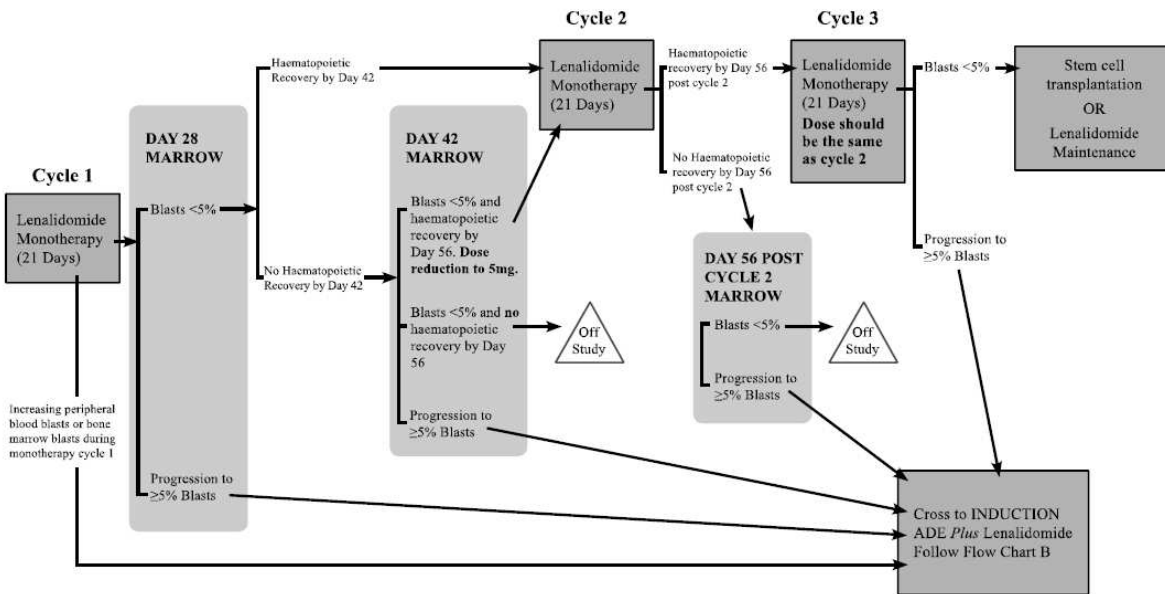 Cycle 1
Lenalidomide
Monotherapy
(21 Days)
Increasing peripheral
blood blasts or bone
marrow blasts during
monotherapy cycle 1
DAY 28
MARROW
Blasts <5%
Progression to
≥5% Blasts
Haematopoietic
Recovery by Day 42
No Haematopoietic
Recovery by Day 42
DAY 42
MARROW
Blasts <5% and
haematopoietic
recovery by
Day 56. Dose
reduction to 5mg.
Blasts <5% and no
haematopoietic
recovery by Day
56
Progression to
≥5% Blasts
Off
Study
Cycle 2
Lenalidomide
Monotherapy
(21 Days)
Haematopoietic
recovery by Day 56
post cycle 2
No Haematopoietic
recovery by Day 56
post cycle 2
DAY 56 POST
CYCLE 2
MARROW
Blasts <5%
Progression to
≥5% Blasts
Off
Study
Cycle 3
Lenalidomide
Monotherapy
(21 Days)
Dose should
be the same
as cycle 2
Blasts <5%
Progression to
≥5% Blasts
Stem cell
transplantation
OR
Lenalidomide
Maintenance
Cross to INDUCTION
ADE Plus Lenalidomide
Follow Flow Chart B